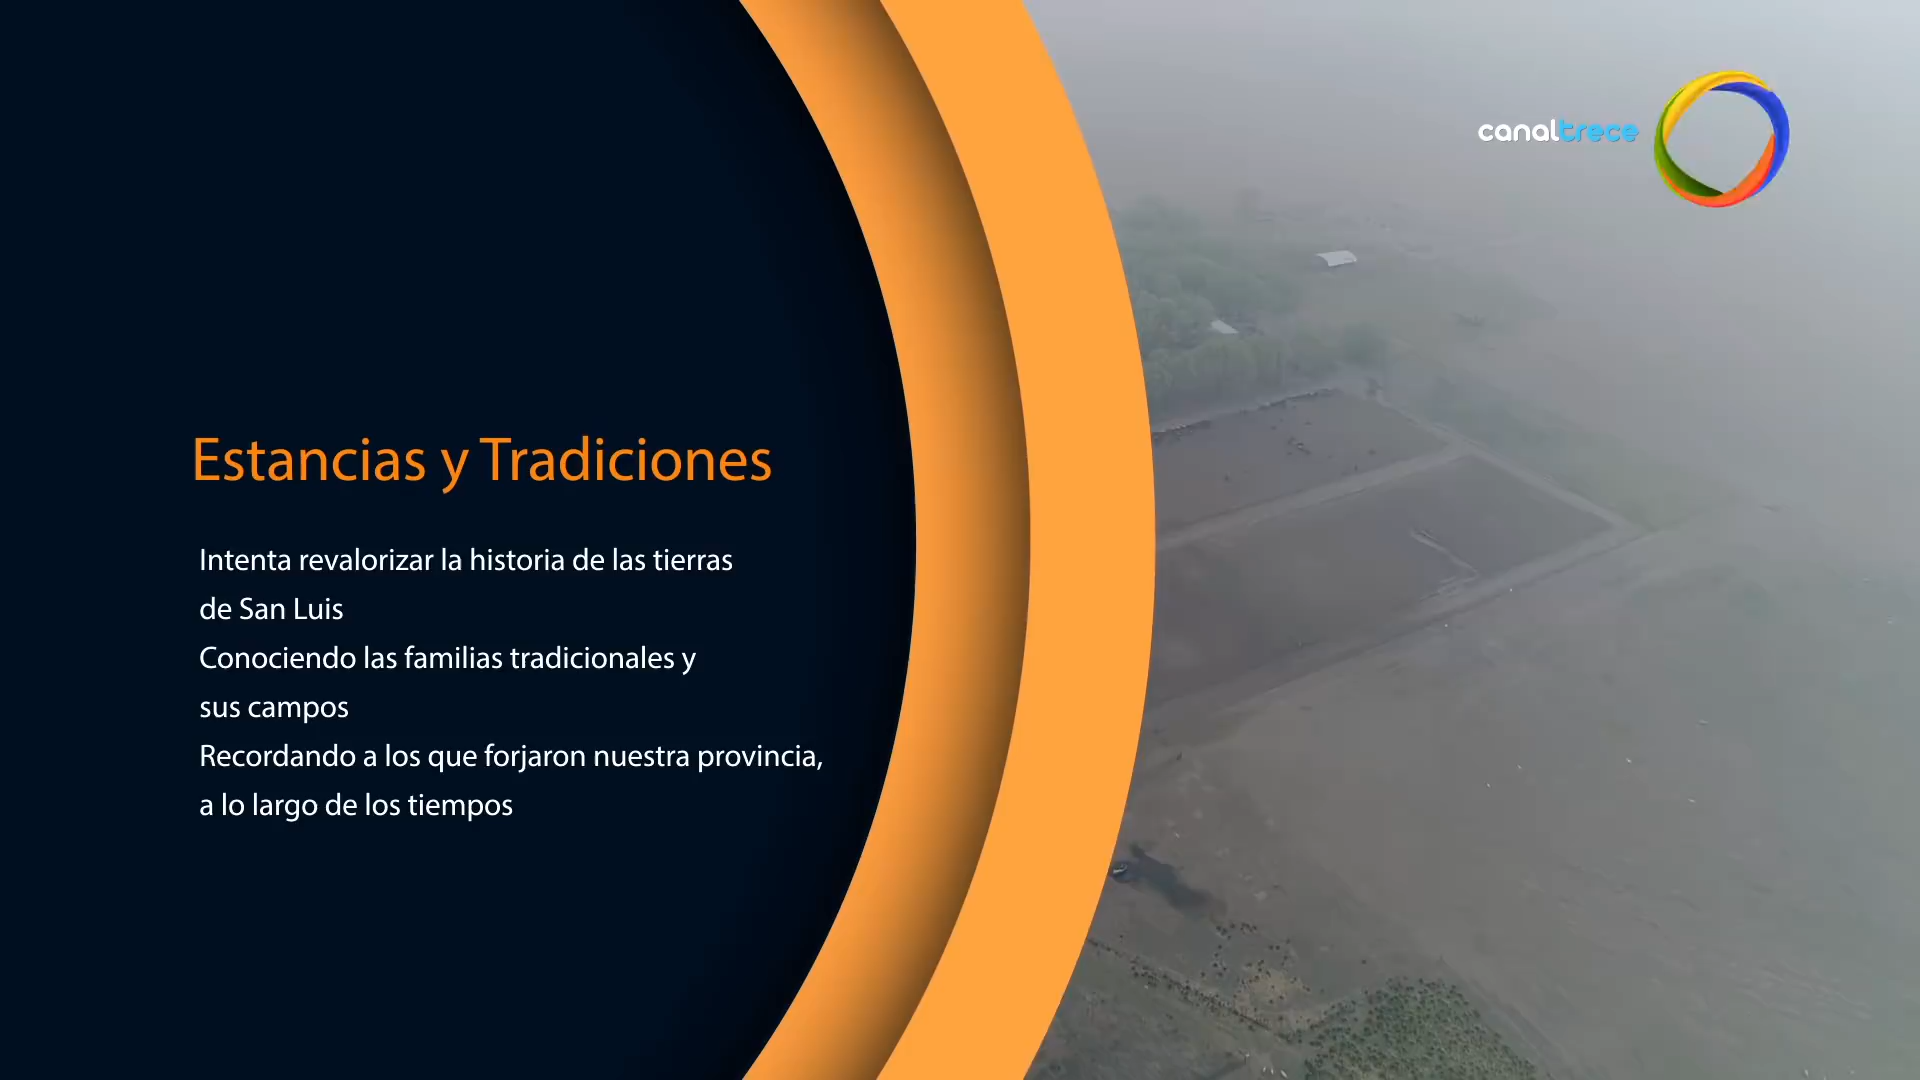 canaltrece
Estancias y Tradiciones
Intenta revalorizar la historia de las tierras
de San Luis
Conociendo las familias tradicionales y
sus campos
Recordando a los que forjaron nuestra provincia,
a lo largo de los tiempos